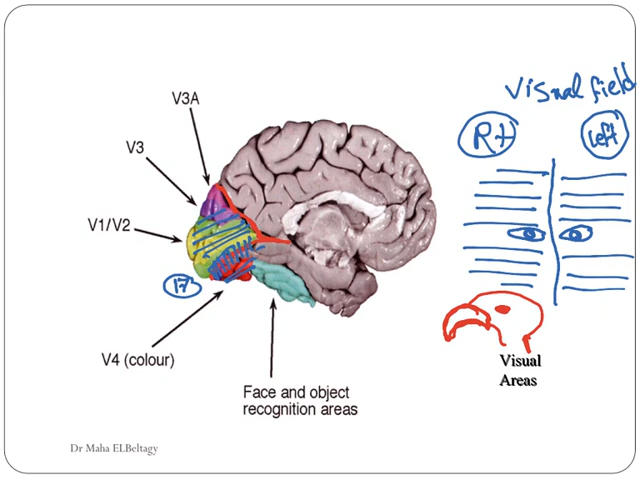 Visual field
V3A
Rt
left
V3
V1/V2
17
V4 (colour)
Visual
Areas
Face and object
recognition areas
Dr Maha ELBeltagy